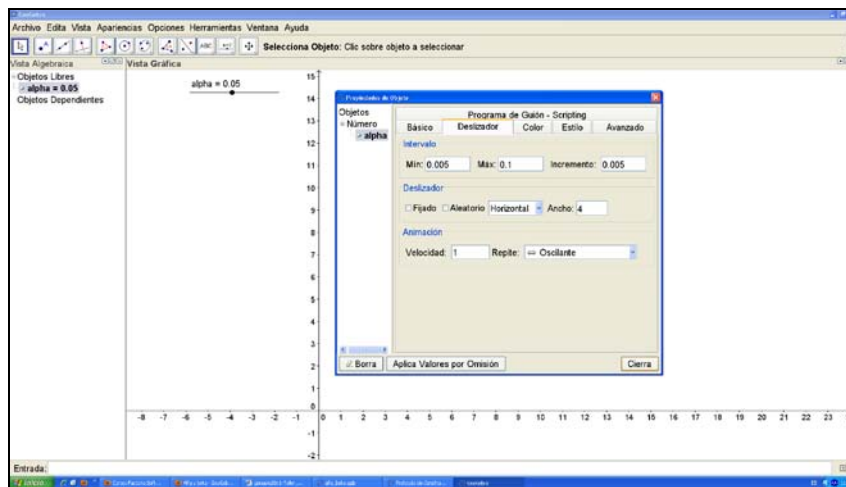 GeoGebra
Archivo Edita Vista Apariencias Opciones Herramientas Ventana Ayuda
ABC
Selecciona Objeto: Clic sobre objeto a seleccionar
Vista Algebraica
Vista Gráfica
Objetos Libres
alpha = 0.05
Objetos Dependientes
alpha = 0.05
15
14
13
12
11
10
9
8
7
6
5
4
3
2
1
0
-1
-2
-8 -7 -6 -5 -4 -3 -2 -1 0 1 2 3 4 5 6 7 8 9 10 11 12 13 14 15 16 17 18 19 20 21 22 23
Propiedades de Objeto
Objetos
Número
alpha
Programa de Guión - Scripting
Básico Deslizador Color Estilo Avanzado
Intervalo
Mín: 0.005 Máx: 0.1 Incremento: 0.005
Deslizador
Fijado Aleatorio Horizontal Ancho: 4
Animación
Velocidad: 1 Repite: Oscilante
Borra Aplica Valores por Omisión Cierra
Entrada: